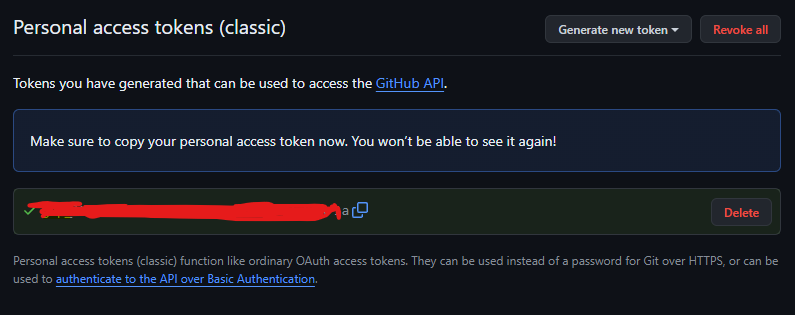 Personal access tokens (classic)
Generate new token
Revoke all
Tokens you have generated that can be used to access the GitHub API.
Make sure to copy your personal access token now. You won’t be able to see it again!
a
Delete
Personal access tokens (classic) function like ordinary OAuth access tokens. They can be used instead of a password for Git over HTTPS, or can be
used to authenticate to the API over Basic Authentication.